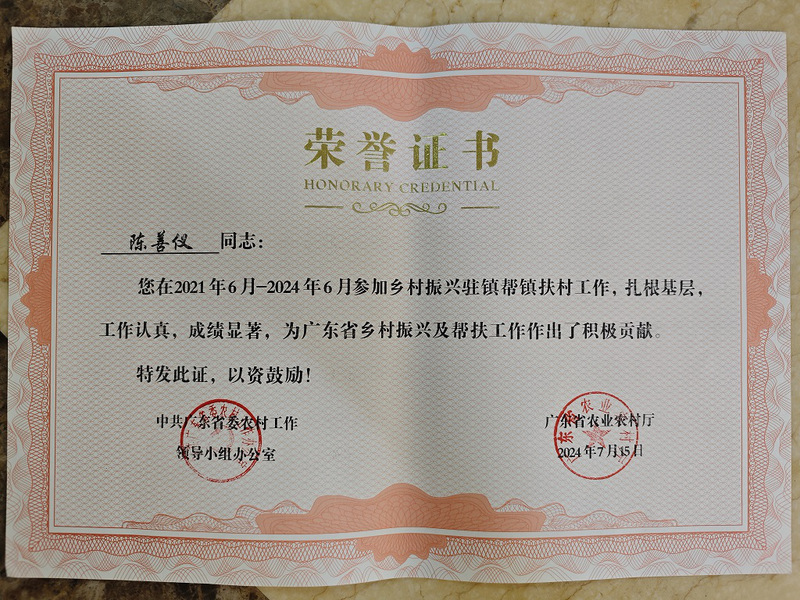 荣誉证书
HONORARY CREDENTIAL
陈善仪 同志：
您在2021年6月—2024年6月参加乡村振兴驻镇帮镇扶村工作，扎根基层，
工作认真，成绩显著，为广东省乡村振兴及帮扶工作作出了积极贡献。
特发此证，以资鼓励！
中共广东省委农村工作
领导小组办公室
广东省农业农村厅
2024年7月15日